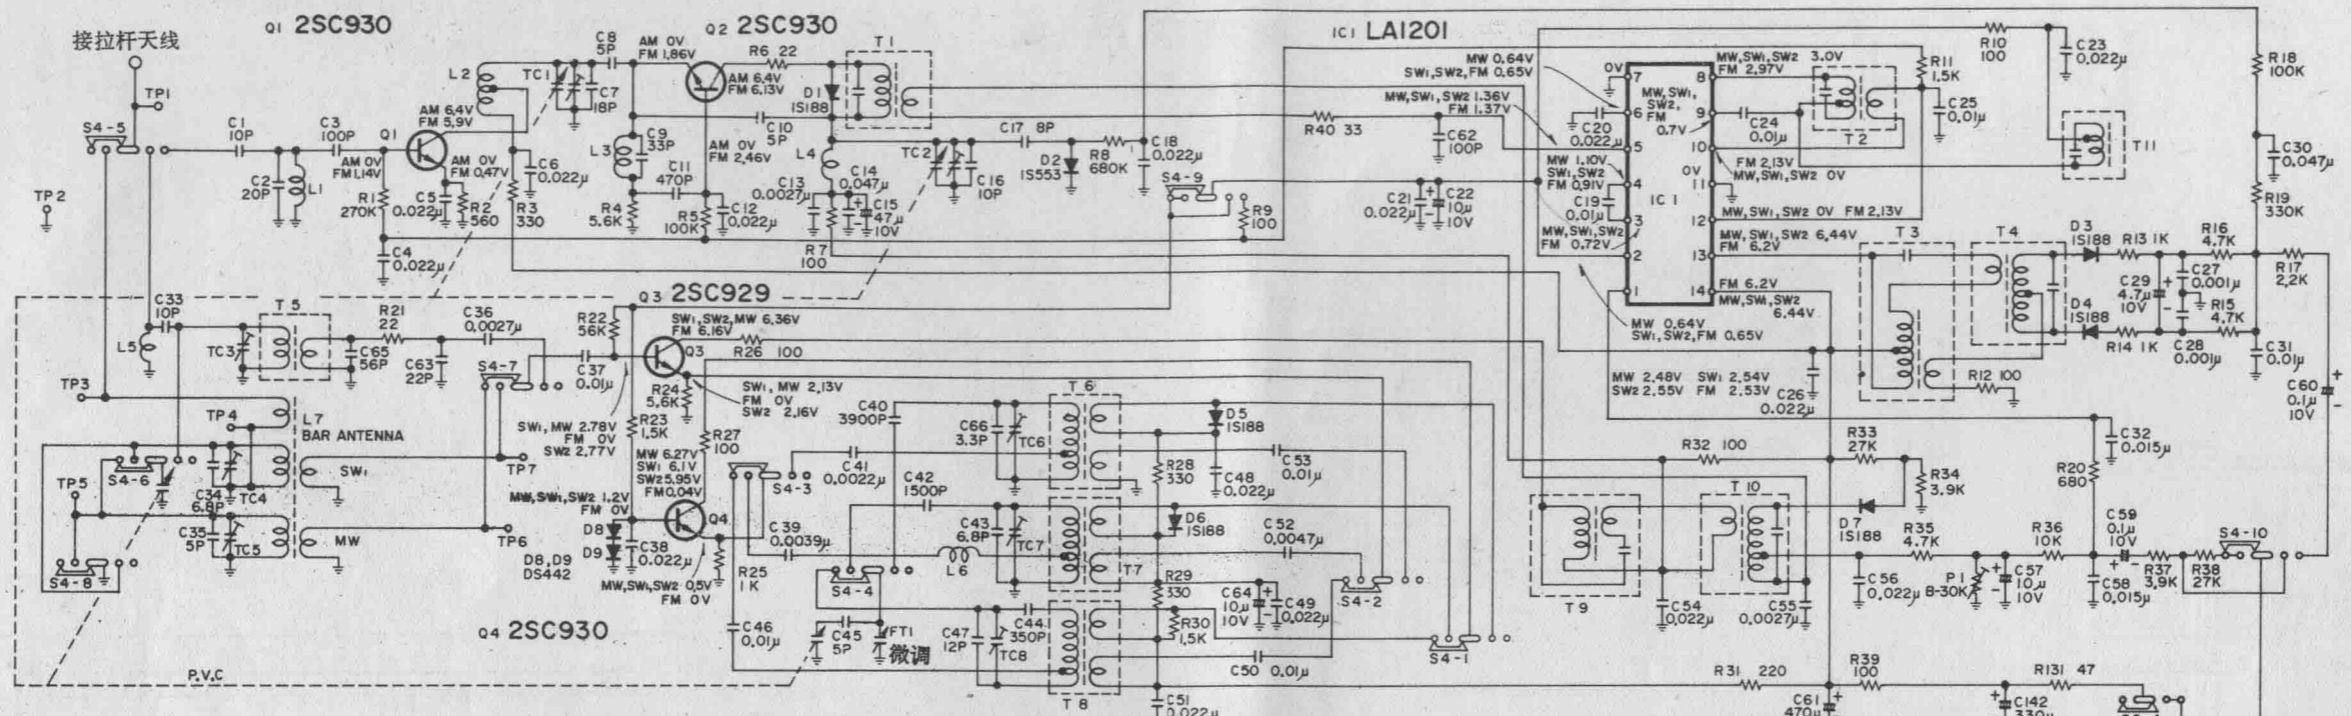 接拉杆天线
Q1 2SC930
Q2 2SC930
IC1 LA1201
TP1
TP2
S4-5
C1
10P
C2
20P
L1
C3
100P
Q1
AM 0V
FM 1.14V
R1
270K
C4
0.022μ
AM 6.4V
FM 5.9V
AM 0V
FM 0.47V
C5
0.022μ
R2
560
L2
R3
330
C6
0.022μ
TC1
C7
18P
C8
5P
L3
C9
33P
R4
5.6K
C11
470P
AM 0V
FM 1.86V
R6 22
AM 6.4V
FM 6.13V
C10
5P
AM 0V
FM 2.46V
R5
100K
C12
0.022μ
D1
1S188
T1
L4
C13
0.0027μ
C14
0.047μ
C15
47μ
10V
R7
100
TC2
C16
10P
C17 8P
D2
1S553
R8
680K
C18
0.022μ
S4-9
R9
100
R40 33
C62
100P
C21
0.022μ
C22
10μ
10V
MW 0.64V
SW1,SW2,FM 0.65V
MW,SW1,SW2 1.36V
FM 1.37V
C20
0.022μ
MW 1.10V
SW1,SW2
FM 0.91V
C19
0.01μ
MW,SW1,SW2
FM 0.72V
0V
7
6
5
4
3
2
1
8
9
10
11
12
13
14
IC1
MW,SW1,
SW2,
FM
0.7V
0V
MW 0.64V
SW1,SW2,FM 0.65V
MW,SW1,SW2 3.0V
FM 2.97V
C24
0.01μ
T2
FM 2.13V
MW,SW1,SW2 0V
MW,SW1,SW2 0V FM 2.13V
MW,SW1,SW2 6.44V
FM 6.2V
FM 6.2V
MW,SW1,SW2
6.44V
R10
100
R11
1.5K
C25
0.01μ
C23
0.022μ
T11
R18
100K
C30
0.047μ
R19
330K
T3
T4
D3
1S188
R13 1K
R16
4.7K
C29
4.7μ
10V
C27
0.001μ
R17
2.2K
D4
1S188
R14 1K
R15
4.7K
C28
0.001μ
C31
0.01μ
R12 100
C60
0.1μ
10V
MW 2.48V SW1 2.54V
SW2 2.55V FM 2.53V
C26
0.022μ
C32
0.015μ
R20
680
C33
10P
L5
TC3
T5
C65
56P
R21
22
C63
22P
C36
0.0027μ
S4-7
C37
0.01μ
R22
56K
Q3 2SC929
SW1,SW2,MW 6.36V
FM 6.16V
Q3
R26 100
R24
5.6K
SW1,MW 2.13V
FM 0V
SW2 2.16V
SW1,MW 2.78V
FM 0V
SW2 2.77V
R23
1.5K
R27
100
MW 6.27V
SW1 6.1V
SW2 5.95V
FM 0.04V
MW,SW1,SW2 1.2V
FM 0V
D8
D9
D8,D9
DS442
C38
0.022μ
Q4
MW,SW1,SW2 0.5V
FM 0V
Q4 2SC930
R25
1K
TP3
TP4
L7
BAR ANTENNA
TP5
S4-6
C34
6.8P
TC4
SW1
TP7
C35
5P
TC5
MW
TP6
S4-8
P.V.C
C40
3900P
S4-3
C41
0.0022μ
C42
1500P
C39
0.0039μ
L6
S4-4
C46
0.01μ
C45
5P
FT1
微调
C66
3.3P
TC6
T6
C43
6.8P
TC7
T7
C47
12P
C44
350P
TC8
T8
D5
1S188
R28
330
C48
0.022μ
C53
0.01μ
D6
1S188
C52
0.0047μ
R29
330
C64
10μ
10V
C49
0.022μ
R30
1.5K
C50 0.01μ
C51
0.022μ
S4-2
S4-1
R32 100
R33
27K
R34
3.9K
T9
T10
D7
1S188
C54
0.022μ
C55
0.0027μ
R35
4.7K
C56
0.022μ
P1
B-30K
C57
10μ
10V
R36
10K
C59
0.1μ
10V
C58
0.015μ
R37
3.9K
R38
27K
S4-10
R31 220
R39
100
R131 47
C61
470μ
C142
330μ